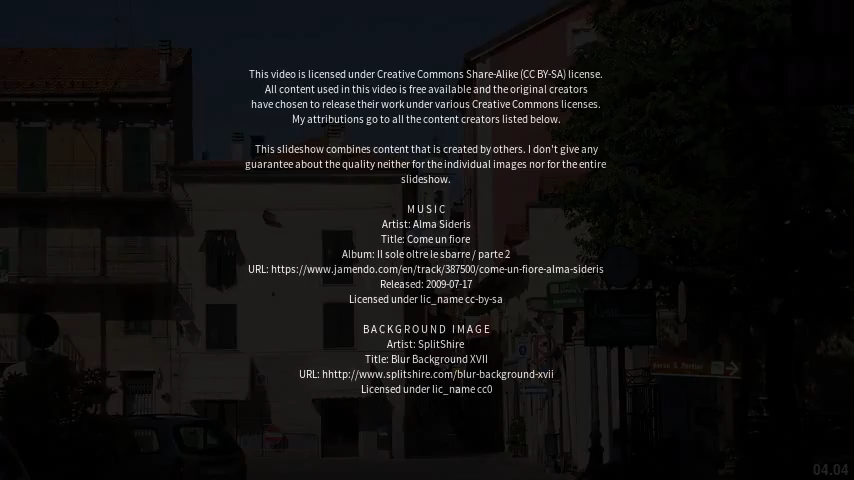 This video is licensed under Creative Commons Share-Alike (CC BY-SA) license.
All content used in this video is free available and the original creators
have chosen to release their work under various Creative Commons licenses.
My attributions go to all the content creators listed below.
This slideshow combines content that is created by others. I don't give any
guarantee about the quality neither for the individual images nor for the entire
slideshow.
MUSIC
Artist: Alma Sideris
Title: Come un fiore
Album: Il sole oltre le sbarre / parte 2
URL: https://www.jamendo.com/en/track/387500/come-un-fiore-alma-sideris
Released: 2009-07-17
Licensed under lic_name cc-by-sa
BACKGROUND IMAGE
Artist: SplitShire
Title: Blur Background XVII
URL: hhttp://www.splitshire.com/blur-background-xvii
Licensed under lic_name cc0
04.04